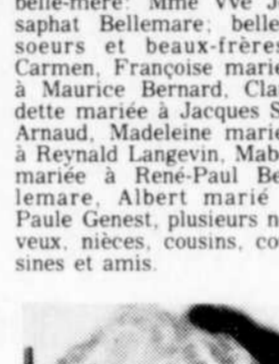 belle-mère: Mme Vve J
saphat Bellemare; belle
soeurs et beaux-frères
Carmen, Françoise marié
à Maurice Bernard, Cla
dette mariée à Jacques S
Arnaud, Madeleine marié
à Reynald Langevin, Mab
mariée à René-Paul Be
lemare, Albert marié
Paule Genest, plusieurs n
veux, nièces, cousins, co
sines et amis.